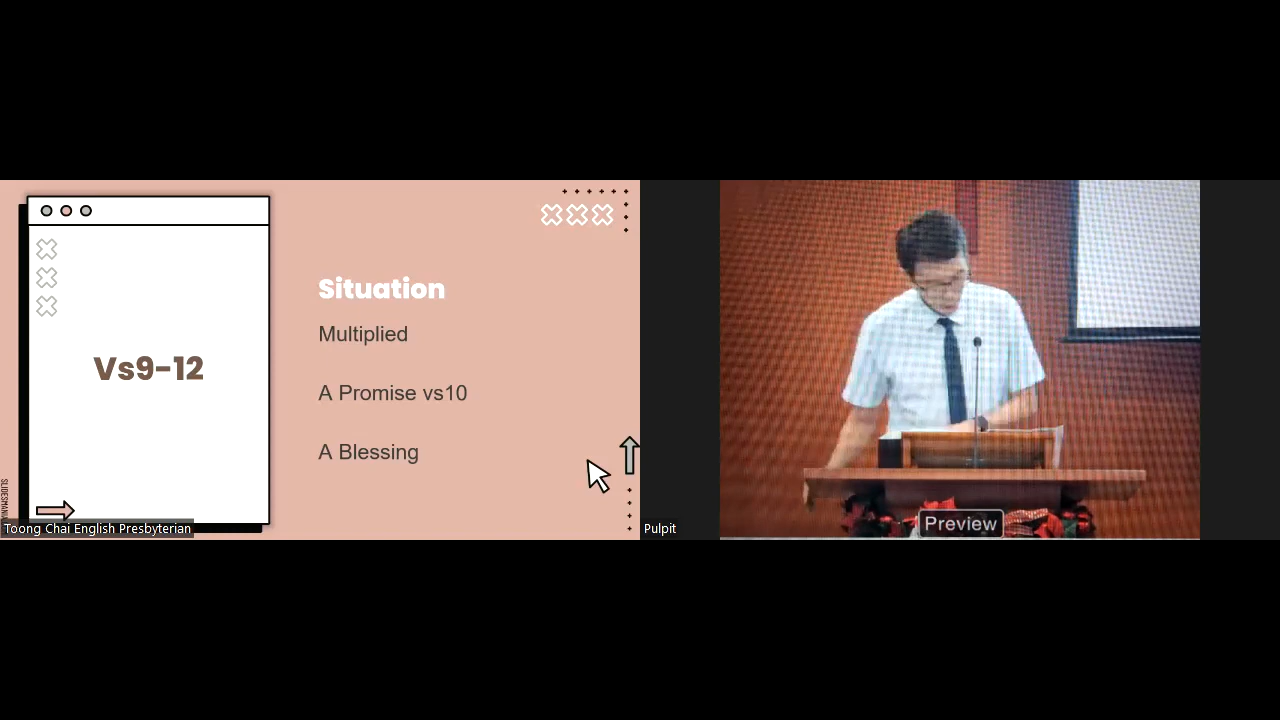 Vs9-12
Situation
Multiplied
A Promise vs10
A Blessing
Toong Chai English Presbyterian
Pulpit
Preview